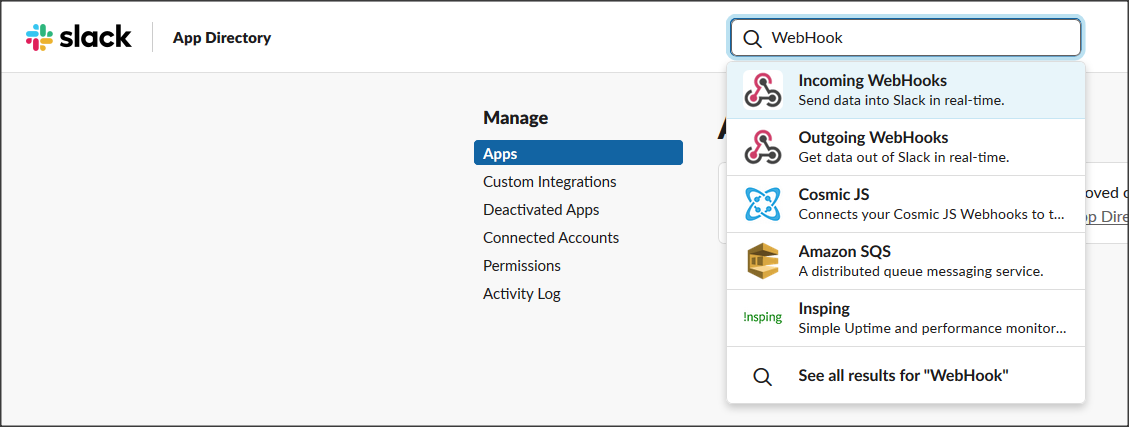 slack
App Directory
WebHook
Manage
Apps
Custom Integrations
Deactivated Apps
Connected Accounts
Permissions
Activity Log
Incoming WebHooks
Send data into Slack in real-time.
Outgoing WebHooks
Get data out of Slack in real-time.
Cosmic JS
Connects your Cosmic JS Webhooks to t...
Amazon SQS
A distributed queue messaging service.
!nsping
Insping
Simple Uptime and performance monitor...
See all results for "WebHook"